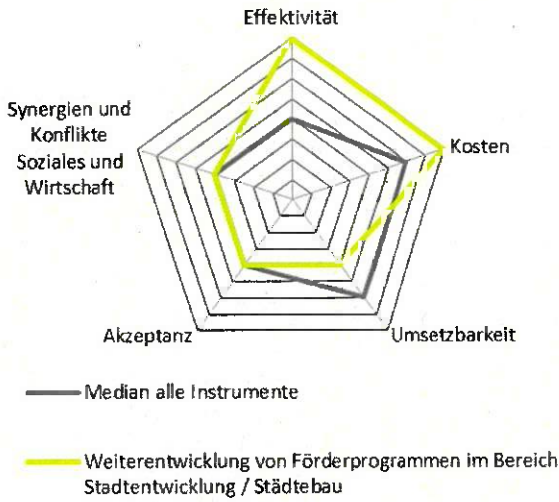 Effektivität
Synergien und
Konflikte
Soziales und
Wirtschaft
Kosten
Akzeptanz
Umsetzbarkeit
Median alle Instrumente
Weiterentwicklung von Förderprogrammen im Bereich
Stadtentwicklung / Städtebau